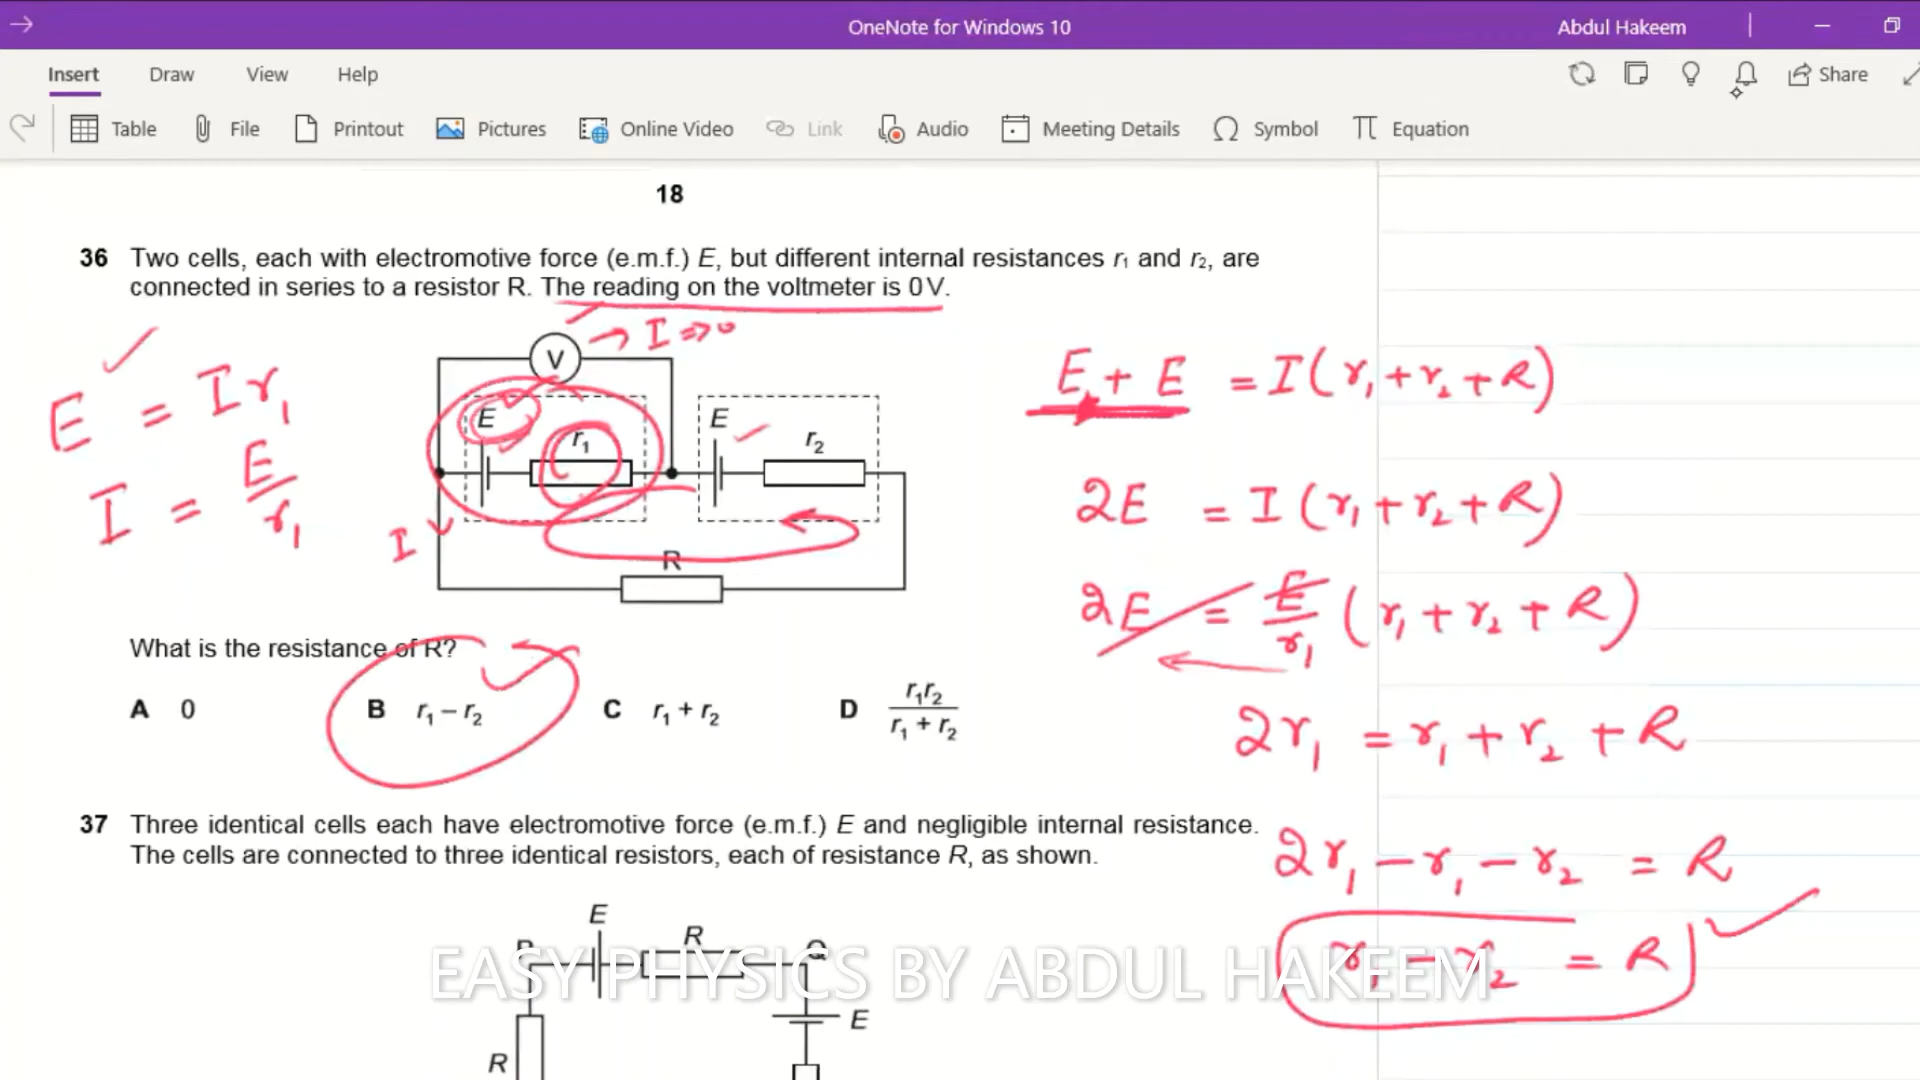 OneNote for Windows 10
Abdul Hakeem
Insert Draw View Help
Share
Table File Printout Pictures Online Video Link Audio Meeting Details Symbol Equation
18
36 Two cells, each with electromotive force (e.m.f.) E, but different internal resistances r₁ and r₂, are
connected in series to a resistor R. The reading on the voltmeter is 0 V.
V → I ⇒ 0
E = Ir₁
I = E/r₁
E r₁
E r₂
I
R
E + E = I(r₁ + r₂ + R)
2E = I(r₁ + r₂ + R)
2E = E/r₁ (r₁ + r₂ + R)
2r₁ = r₁ + r₂ + R
2r₁ – r₁ – r₂ = R
r₁ – r₂ = R
What is the resistance of R?
A 0 B r₁ – r₂ C r₁ + r₂ D r₁r₂/(r₁ + r₂)
37 Three identical cells each have electromotive force (e.m.f.) E and negligible internal resistance.
The cells are connected to three identical resistors, each of resistance R, as shown.
E
P R Q
EASY PHYSICS BY ABDUL HAKEEM
E
R